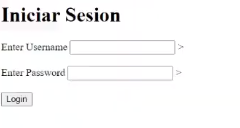 Iniciar Sesion
Enter Username >
Enter Password >
Login